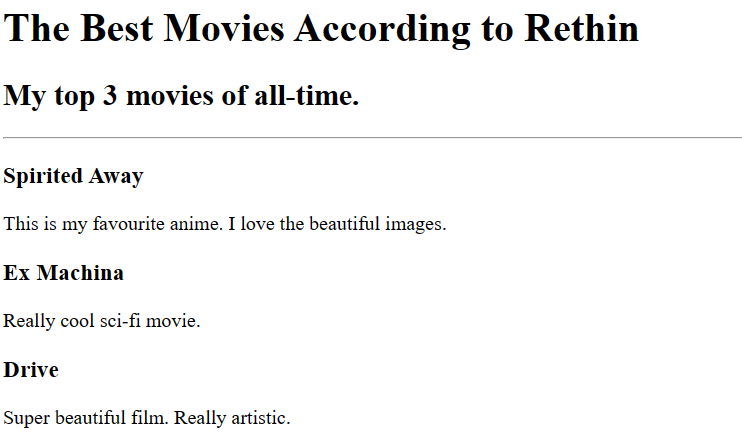 The Best Movies According to Rethin
My top 3 movies of all-time.
Spirited Away
This is my favourite anime. I love the beautiful images.
Ex Machina
Really cool sci-fi movie.
Drive
Super beautiful film. Really artistic.